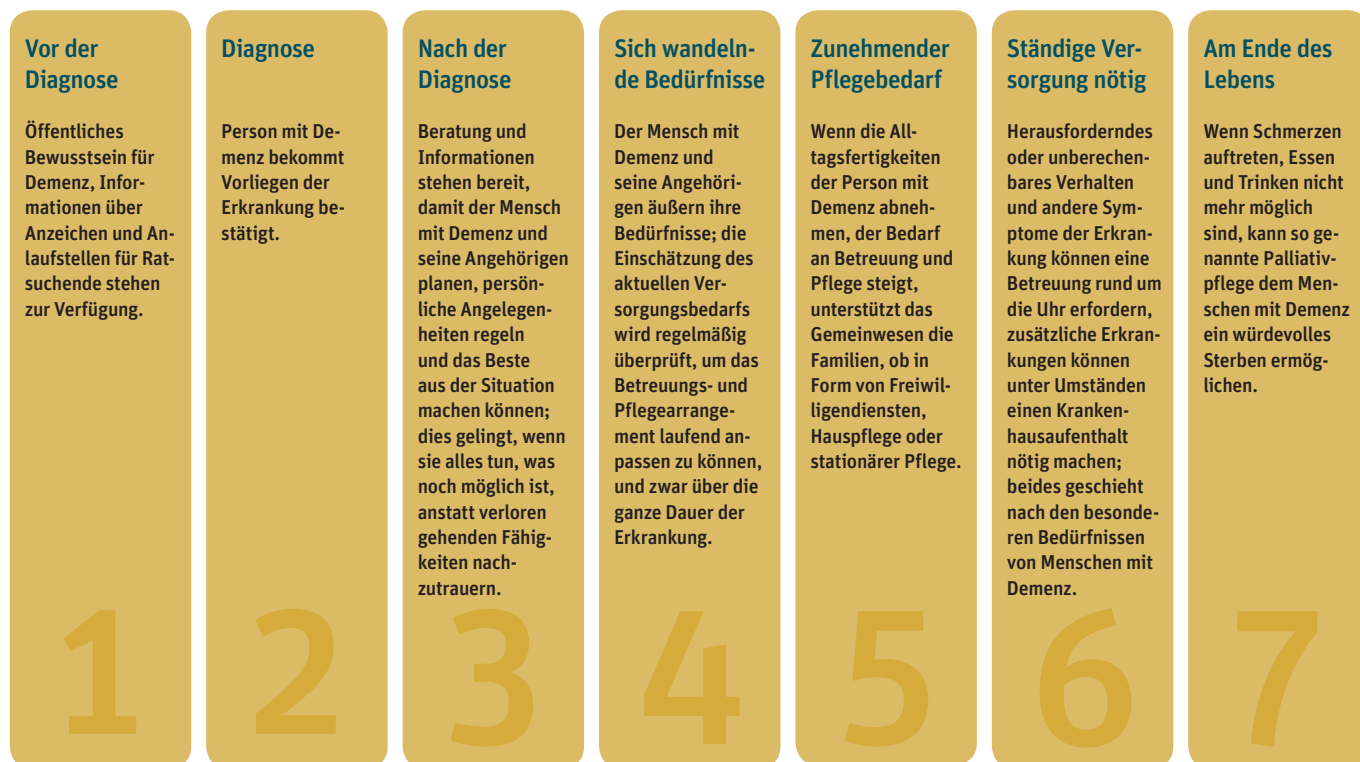 Vor der
Diagnose
Öffentliches
Bewusstsein für
Demenz, Infor-
mationen über
Anzeichen und An-
laufstellen für Rat-
suchende stehen
zur Verfügung.
1
Diagnose
Person mit De-
menz bekommt
Vorliegen der
Erkrankung be-
stätigt.
2
Nach der
Diagnose
Beratung und
Informationen
stehen bereit,
damit der Mensch
mit Demenz und
seine Angehörigen
planen, persön-
liche Angelegen-
heiten regeln
und das Beste
aus der Situation
machen können;
dies gelingt, wenn
sie alles tun, was
noch möglich ist,
anstatt verloren
gehenden Fähig-
keiten nach-
zutrauern.
3
Sich wandeln-
de Bedürfnisse
Der Mensch mit
Demenz und
seine Angehöri-
gen äußern ihre
Bedürfnisse; die
Einschätzung des
aktuellen Ver-
sorgungsbedarfs
wird regelmäßig
überprüft, um das
Betreuungs- und
Pflegearrange-
ment laufend an-
passen zu können,
und zwar über die
ganze Dauer der
Erkrankung.
4
Zunehmender
Pflegebedarf
Wenn die All-
tagsfertigkeiten
der Person mit
Demenz abneh-
men, der Bedarf
an Betreuung und
Pflege steigt,
unterstützt das
Gemeinwesen die
Familien, ob in
Form von Freiwil-
ligendiensten,
Hauspflege oder
stationärer Pflege.
5
Ständige Ver-
sorgung nötig
Herausforderndes
oder unberechen-
bares Verhalten
und andere Sym-
ptome der Erkran-
kung können eine
Betreuung rund um
die Uhr erfordern,
zusätzliche Erkran-
kungen können
unter Umständen
einen Kranken-
hausaufenthalt
nötig machen;
beides geschieht
nach den besonde-
ren Bedürfnissen
von Menschen mit
Demenz.
6
Am Ende des
Lebens
Wenn Schmerzen
auftreten, Essen
und Trinken nicht
mehr möglich
sind, kann so ge-
nannte Palliativ-
pflege dem Men-
schen mit Demenz
ein würdevolles
Sterben ermög-
lichen.
7